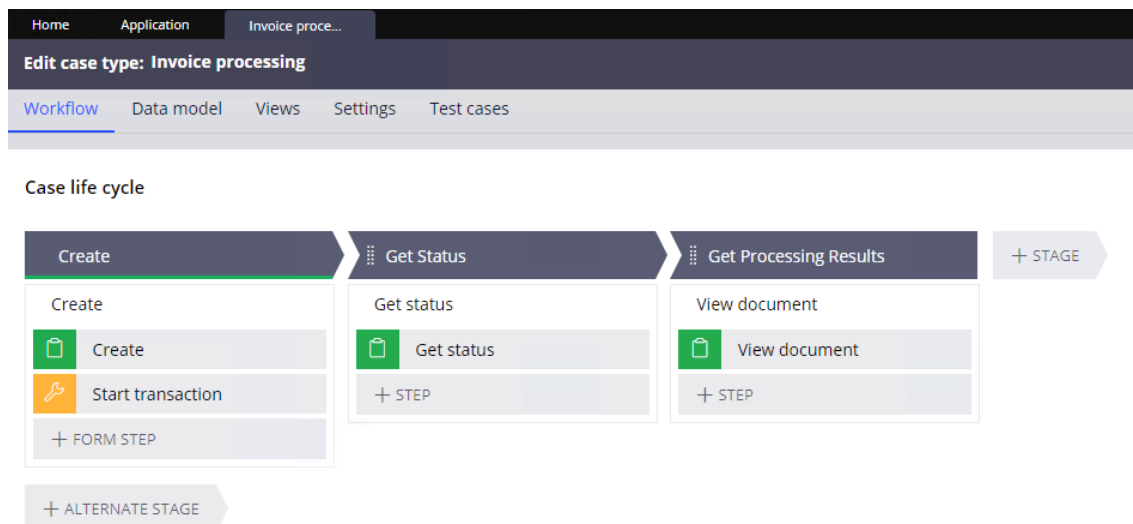 Home Application Invoice proce...
Edit case type: Invoice processing
Workflow Data model Views Settings Test cases
Case life cycle
Create Get Status Get Processing Results + STAGE
Create Get status View document
Create Get status View document
Start transaction + STEP + STEP
+ FORM STEP
+ ALTERNATE STAGE